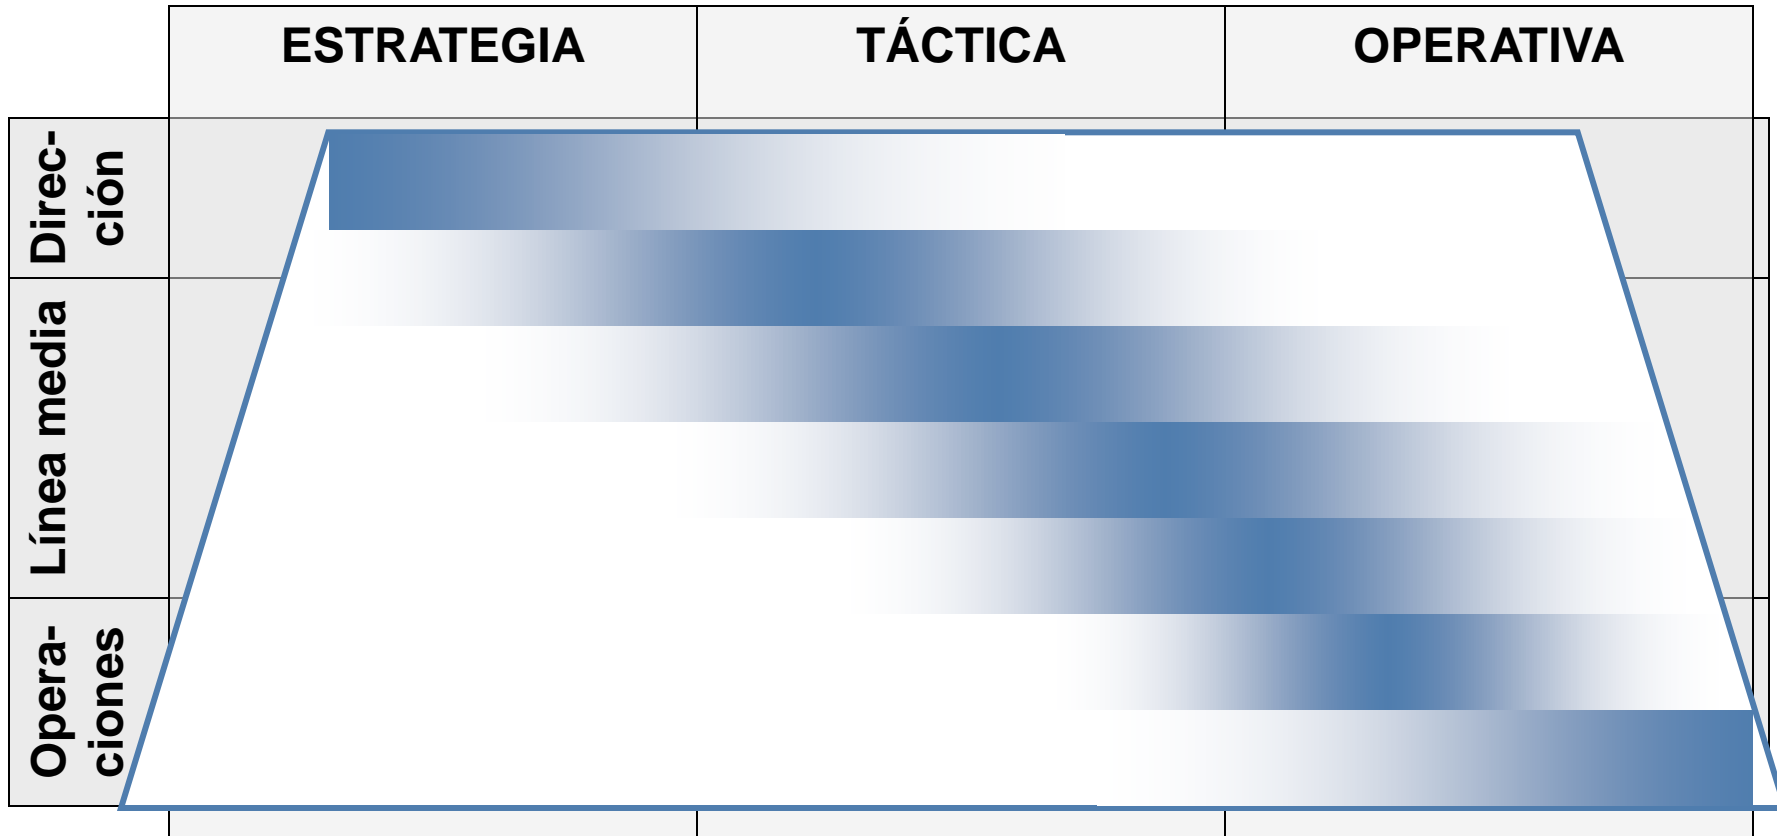 ESTRATEGIA
TÁCTICA
OPERATIVA
Direc-
ción
Línea media
Opera-
ciones